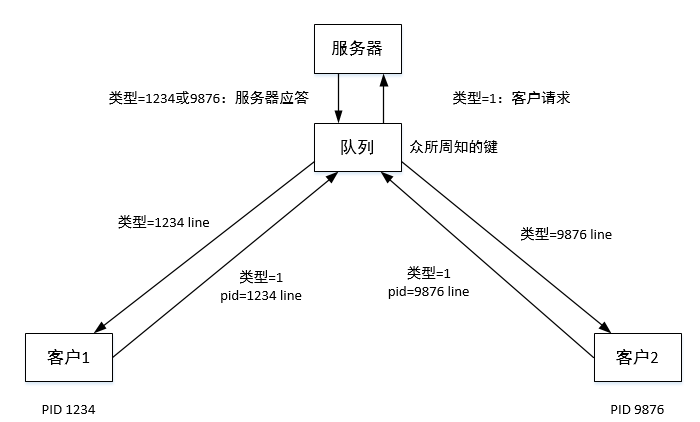 服务器
类型=1234或9876：服务器应答
类型=1：客户请求
队列
众所周知的键
类型=1234 line
类型=9876 line
类型=1
pid=1234 line
类型=1
pid=9876 line
客户1
客户2
PID 1234
PID 9876